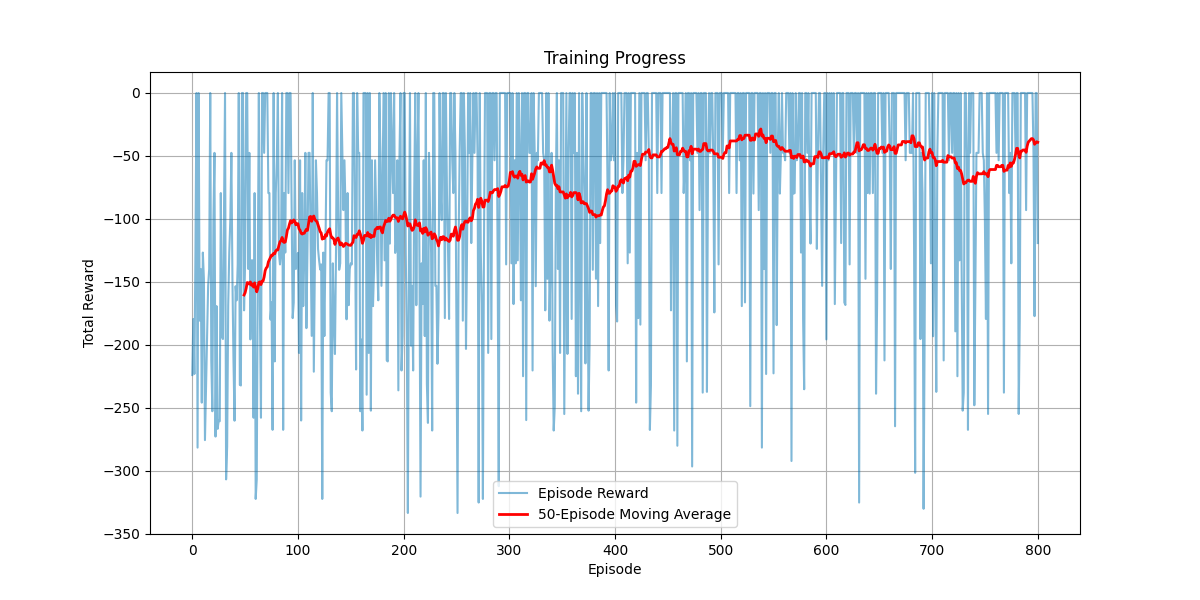 Training Progress
Total Reward
0
−50
−100
−150
−200
−250
−300
−350
Episode Reward
50-Episode Moving Average
0 100 200 300 400 500 600 700 800
Episode